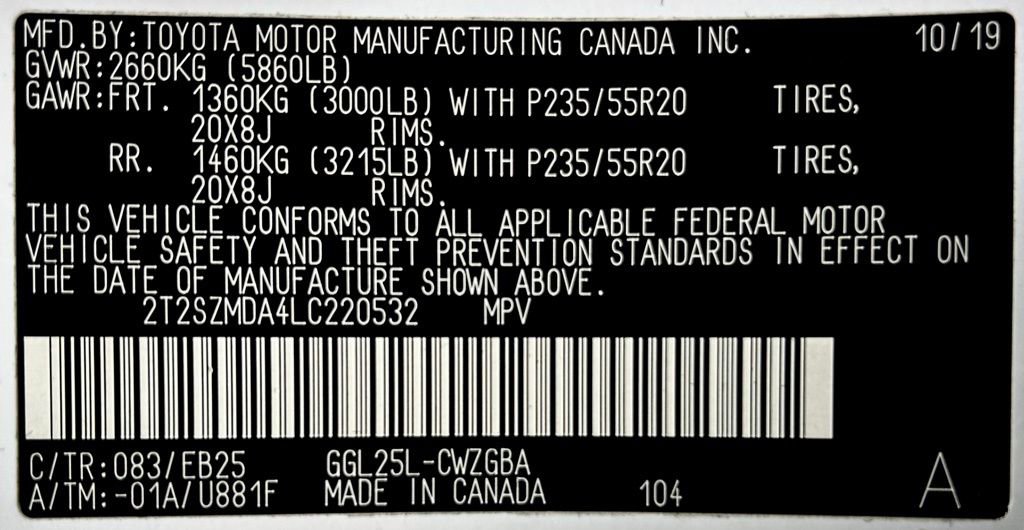 MFD.BY:TOYOTA MOTOR MANUFACTURING CANADA INC. 10/19
GVWR:2660KG (5860LB)
GAWR:FRT. 1360KG (3000LB) WITH P235/55R20 TIRES,
20X8J RIMS.
RR. 1460KG (3215LB) WITH P235/55R20 TIRES,
20X8J RIMS.
THIS VEHICLE CONFORMS TO ALL APPLICABLE FEDERAL MOTOR
VEHICLE SAFETY AND THEFT PREVENTION STANDARDS IN EFFECT ON
THE DATE OF MANUFACTURE SHOWN ABOVE.
2T2SZMDA4LC220532 MPV
C/TR:083/EB25 GGL25L-CWZGBA
A/TM:-01A/U881F MADE IN CANADA 104 A